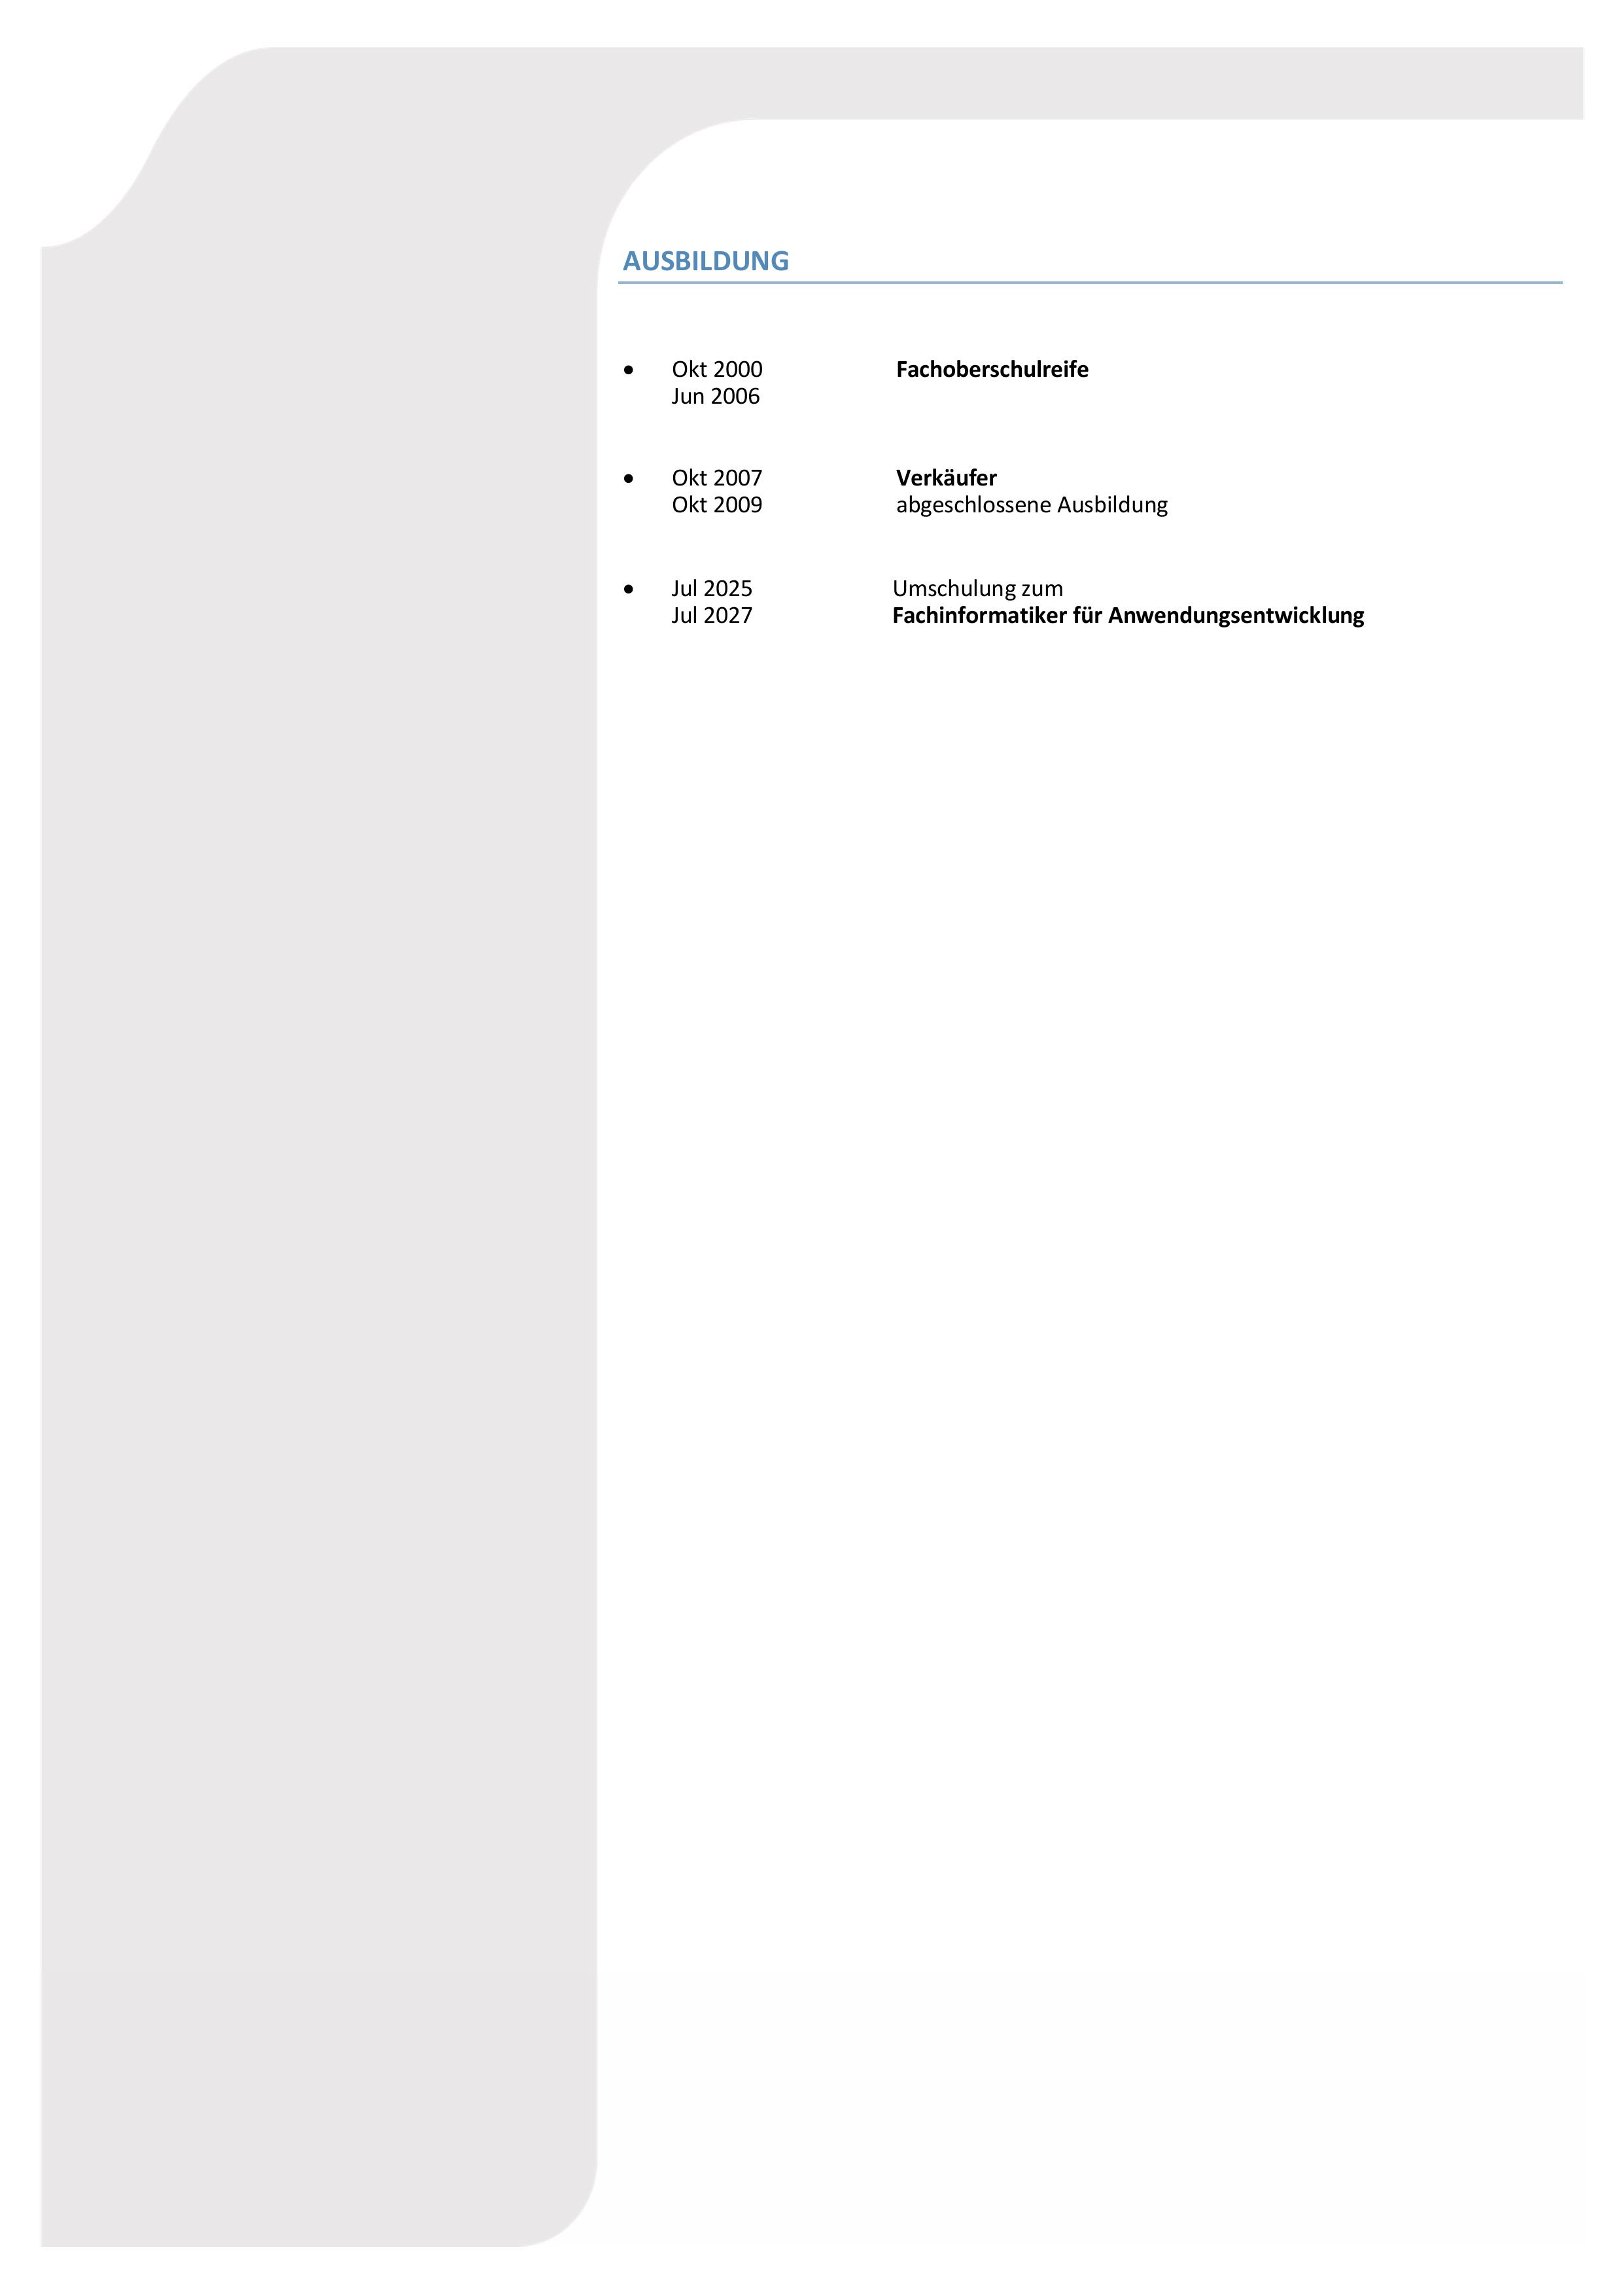 AUSBILDUNG
• Okt 2000 Fachoberschulreife
Jun 2006
• Okt 2007 Verkäufer
Okt 2009 abgeschlossene Ausbildung
• Jul 2025 Umschulung zum
Jul 2027 Fachinformatiker für Anwendungsentwicklung